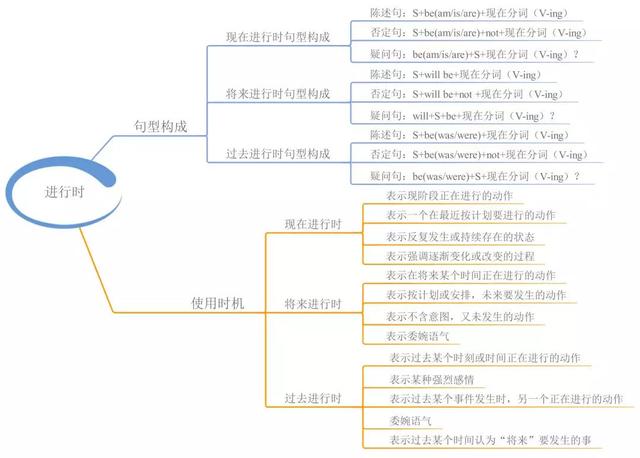 进行时
句型构成
现在进行时句型构成
陈述句：S+be(am/is/are)+现在分词（V-ing)
否定句：S+be(am/is/are)+not+现在分词（V-ing）
疑问句：be(am/is/are)+S+现在分词（V-ing）？
将来进行时句型构成
陈述句：S+will be+现在分词（V-ing）
否定句：S+will be+not +现在分词（V-ing）
疑问句：will+S+be+现在分词（V-ing）？
过去进行时句型构成
陈述句：S+be(was/were)+现在分词（V-ing）
否定句：S+be(was/were)+not+现在分词（V-ing）
疑问句：be(was/were)+S+现在分词（V-ing）？
使用时机
现在进行时
表示现阶段正在进行的动作
表示一个在最近按计划要进行的动作
表示反复发生或持续存在的状态
表示强调逐渐变化或改变的过程
将来进行时
表示在将来某个时间正在进行的动作
表示按计划或安排，未来要发生的动作
表示不含意图，又未发生的动作
表示委婉语气
过去进行时
表示过去某个时刻或时间正在进行的动作
表示某种强烈感情
表示过去某个事件发生时，另一个正在进行的动作
委婉语气
表示过去某个时间认为“将来”要发生的事